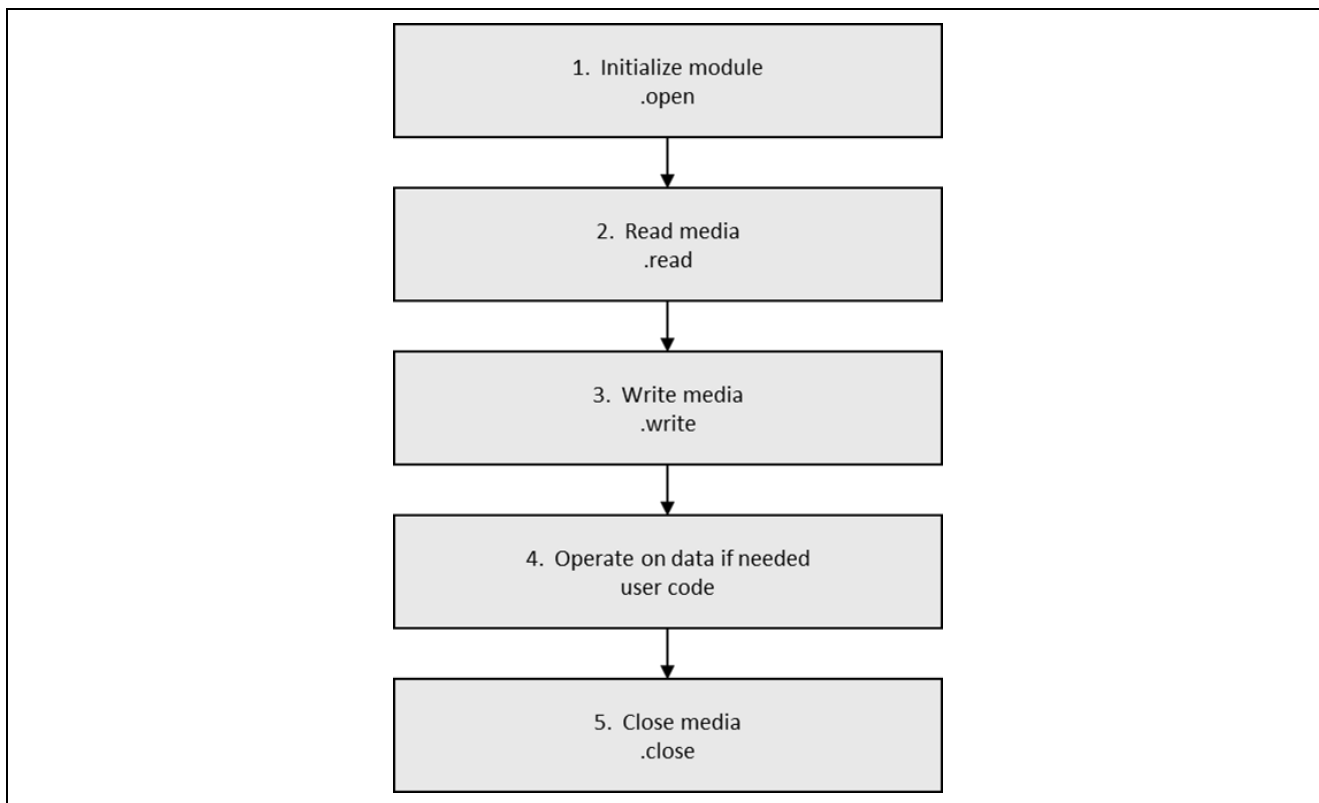 1. Initialize module
.open
2. Read media
.read
3. Write media
.write
4. Operate on data if needed
user code
5. Close media
.close